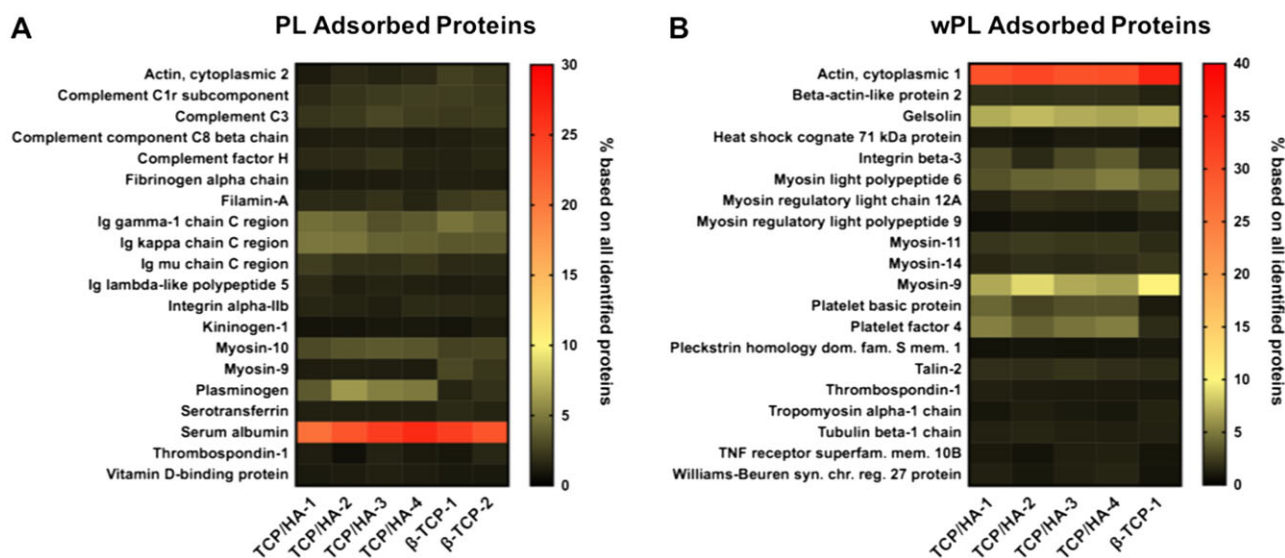 A
PL Adsorbed Proteins
Actin, cytoplasmic 2
Complement C1r subcomponent
Complement C3
Complement component C8 beta chain
Complement factor H
Fibrinogen alpha chain
Filamin-A
Ig gamma-1 chain C region
Ig kappa chain C region
Ig mu chain C region
Ig lambda-like polypeptide 5
Integrin alpha-IIb
Kininogen-1
Myosin-10
Myosin-9
Plasminogen
Serotransferrin
Serum albumin
Thrombospondin-1
Vitamin D-binding protein
TCP/HA-1
TCP/HA-2
TCP/HA-3
TCP/HA-4
β-TCP-1
β-TCP-2
30
25
20
15
10
5
0
% based on all identified proteins
B
wPL Adsorbed Proteins
Actin, cytoplasmic 1
Beta-actin-like protein 2
Gelsolin
Heat shock cognate 71 kDa protein
Integrin beta-3
Myosin light polypeptide 6
Myosin regulatory light chain 12A
Myosin regulatory light polypeptide 9
Myosin-11
Myosin-14
Myosin-9
Platelet basic protein
Platelet factor 4
Pleckstrin homology dom. fam. S mem. 1
Talin-2
Thrombospondin-1
Tropomyosin alpha-1 chain
Tubulin beta-1 chain
TNF receptor superfam. mem. 10B
Williams-Beuren syn. chr. reg. 27 protein
TCP/HA-1
TCP/HA-2
TCP/HA-3
TCP/HA-4
β-TCP-1
40
35
30
25
20
15
10
5
0
% based on all identified proteins